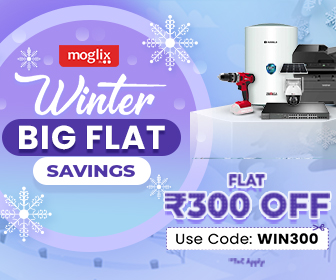 moglix
Winter
BIG FLAT
SAVINGS
FLAT
₹300 OFF
Use Code: WIN300
*T&C Apply